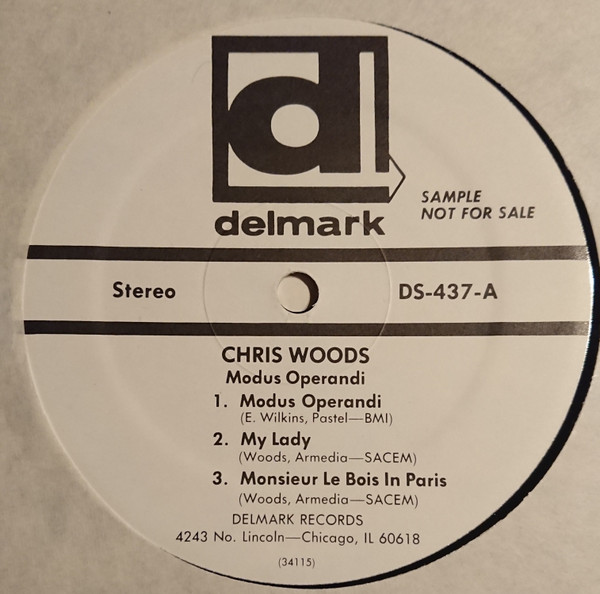 d
delmark
SAMPLE
NOT FOR SALE
Stereo
DS-437-A
CHRIS WOODS
Modus Operandi
1. Modus Operandi
(E. Wilkins, Pastel—BMI)
2. My Lady
(Woods, Armedia—SACEM)
3. Monsieur Le Bois In Paris
(Woods, Armedia—SACEM)
DELMARK RECORDS
4243 No. Lincoln—Chicago, IL 60618
(34115)